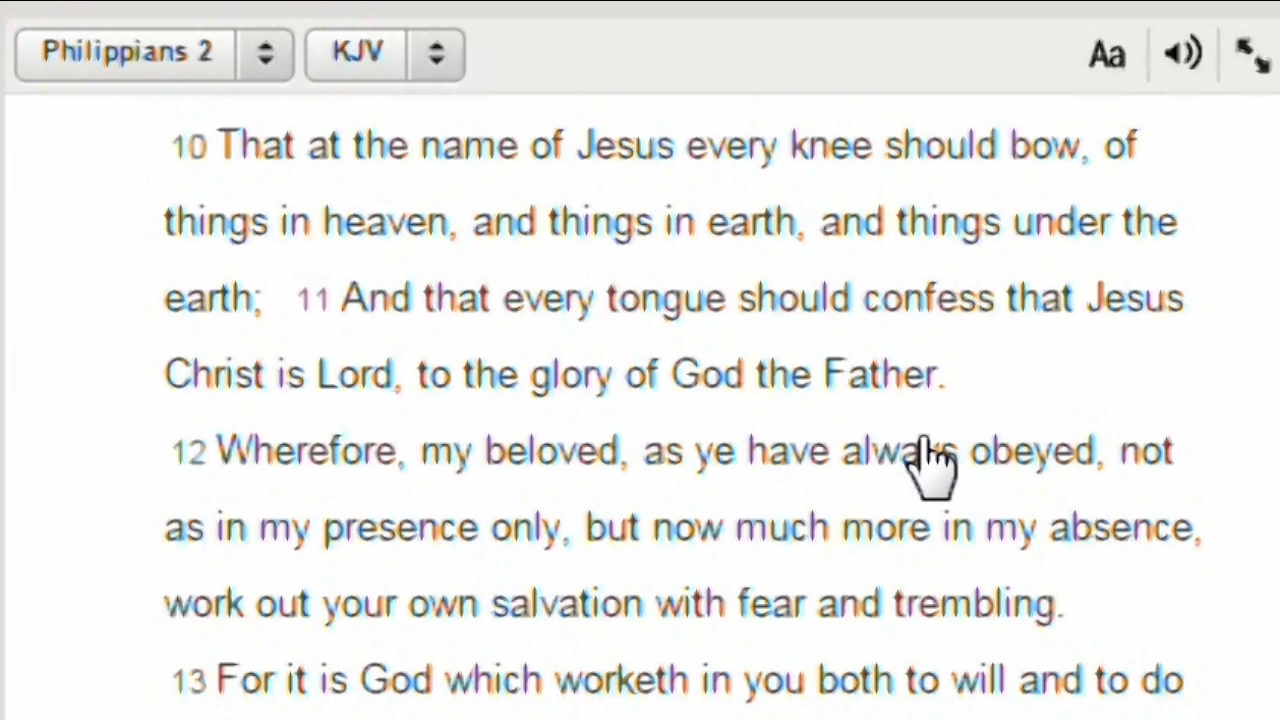 Philippians 2 KJV Aa
10 That at the name of Jesus every knee should bow, of
things in heaven, and things in earth, and things under the
earth; 11 And that every tongue should confess that Jesus
Christ is Lord, to the glory of God the Father.
12 Wherefore, my beloved, as ye have always obeyed, not
as in my presence only, but now much more in my absence,
work out your own salvation with fear and trembling.
13 For it is God which worketh in you both to will and to do